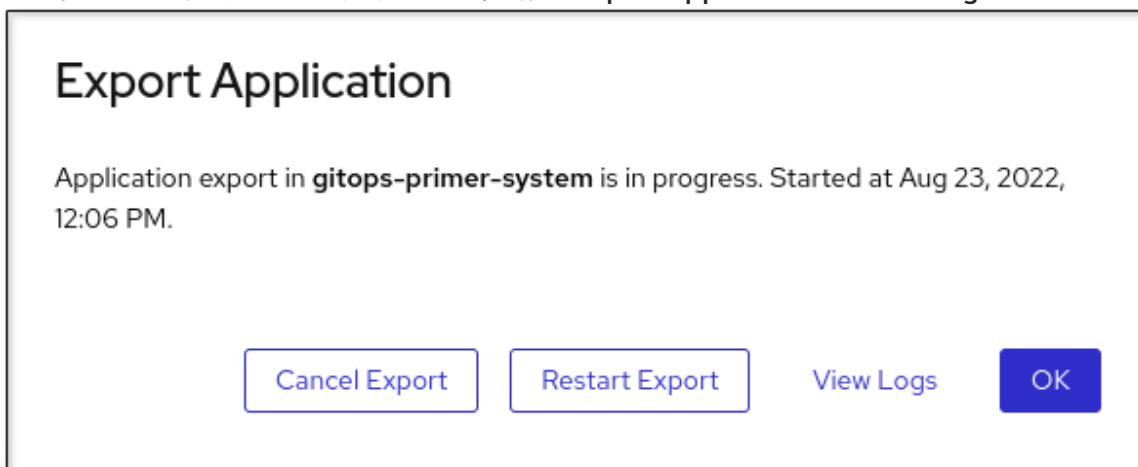 Export Application
Application export in gitops-primer-system is in progress. Started at Aug 23, 2022,
12:06 PM.
Cancel Export Restart Export View Logs OK